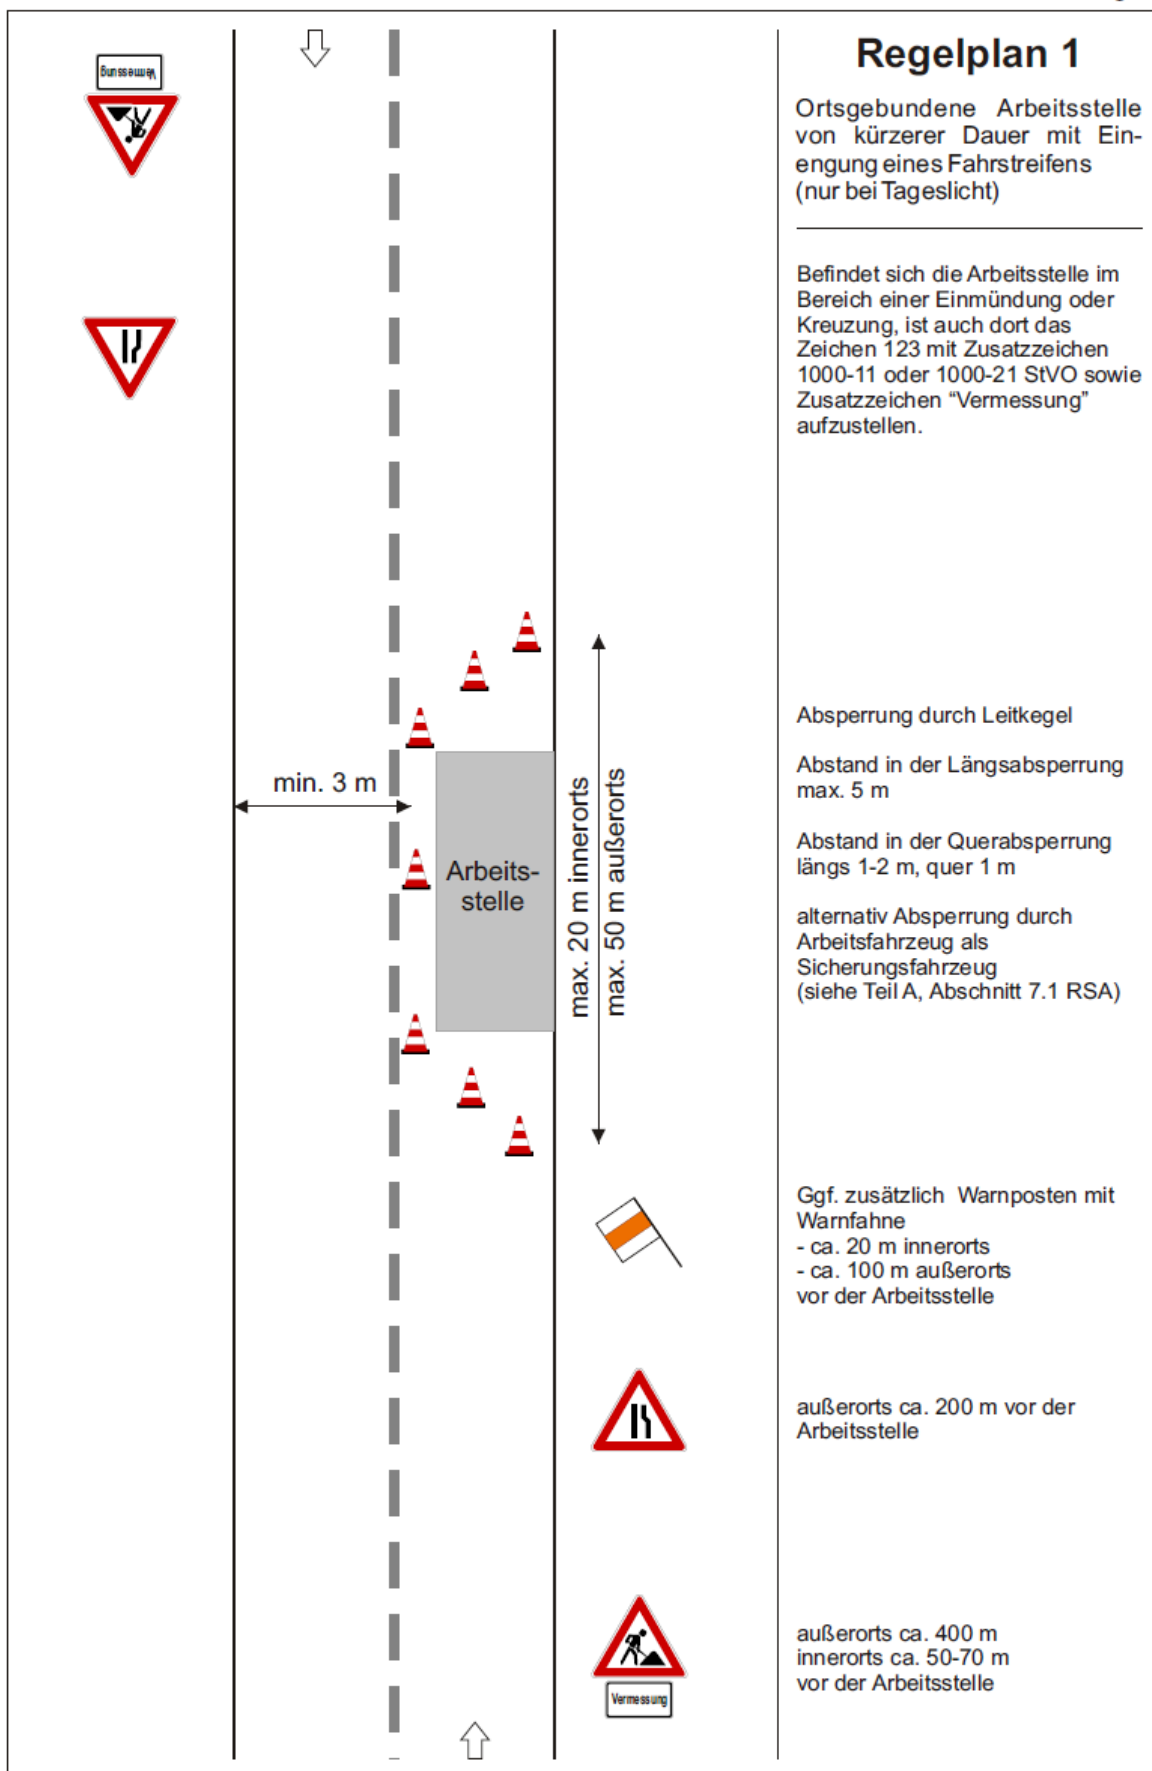 Regelplan 1
Ortsgebundene Arbeitsstelle
von kürzerer Dauer mit Ein-
engung eines Fahrstreifens
(nur bei Tageslicht)
Befindet sich die Arbeitsstelle im
Bereich einer Einmündung oder
Kreuzung, ist auch dort das
Zeichen 123 mit Zusatzzeichen
1000-11 oder 1000-21 StVO sowie
Zusatzzeichen “Vermessung”
aufzustellen.
Vermessung
min. 3 m
Arbeits-
stelle
max. 20 m innerorts
max. 50 m außerorts
Absperrung durch Leitkegel
Abstand in der Längsabsperrung
max. 5 m
Abstand in der Querabsperrung
längs 1-2 m, quer 1 m
alternativ Absperrung durch
Arbeitsfahrzeug als
Sicherungsfahrzeug
(siehe Teil A, Abschnitt 7.1 RSA)
Ggf. zusätzlich Warnposten mit
Warnfahne
- ca. 20 m innerorts
- ca. 100 m außerorts
vor der Arbeitsstelle
außerorts ca. 200 m vor der
Arbeitsstelle
außerorts ca. 400 m
innerorts ca. 50-70 m
vor der Arbeitsstelle
Vermessung